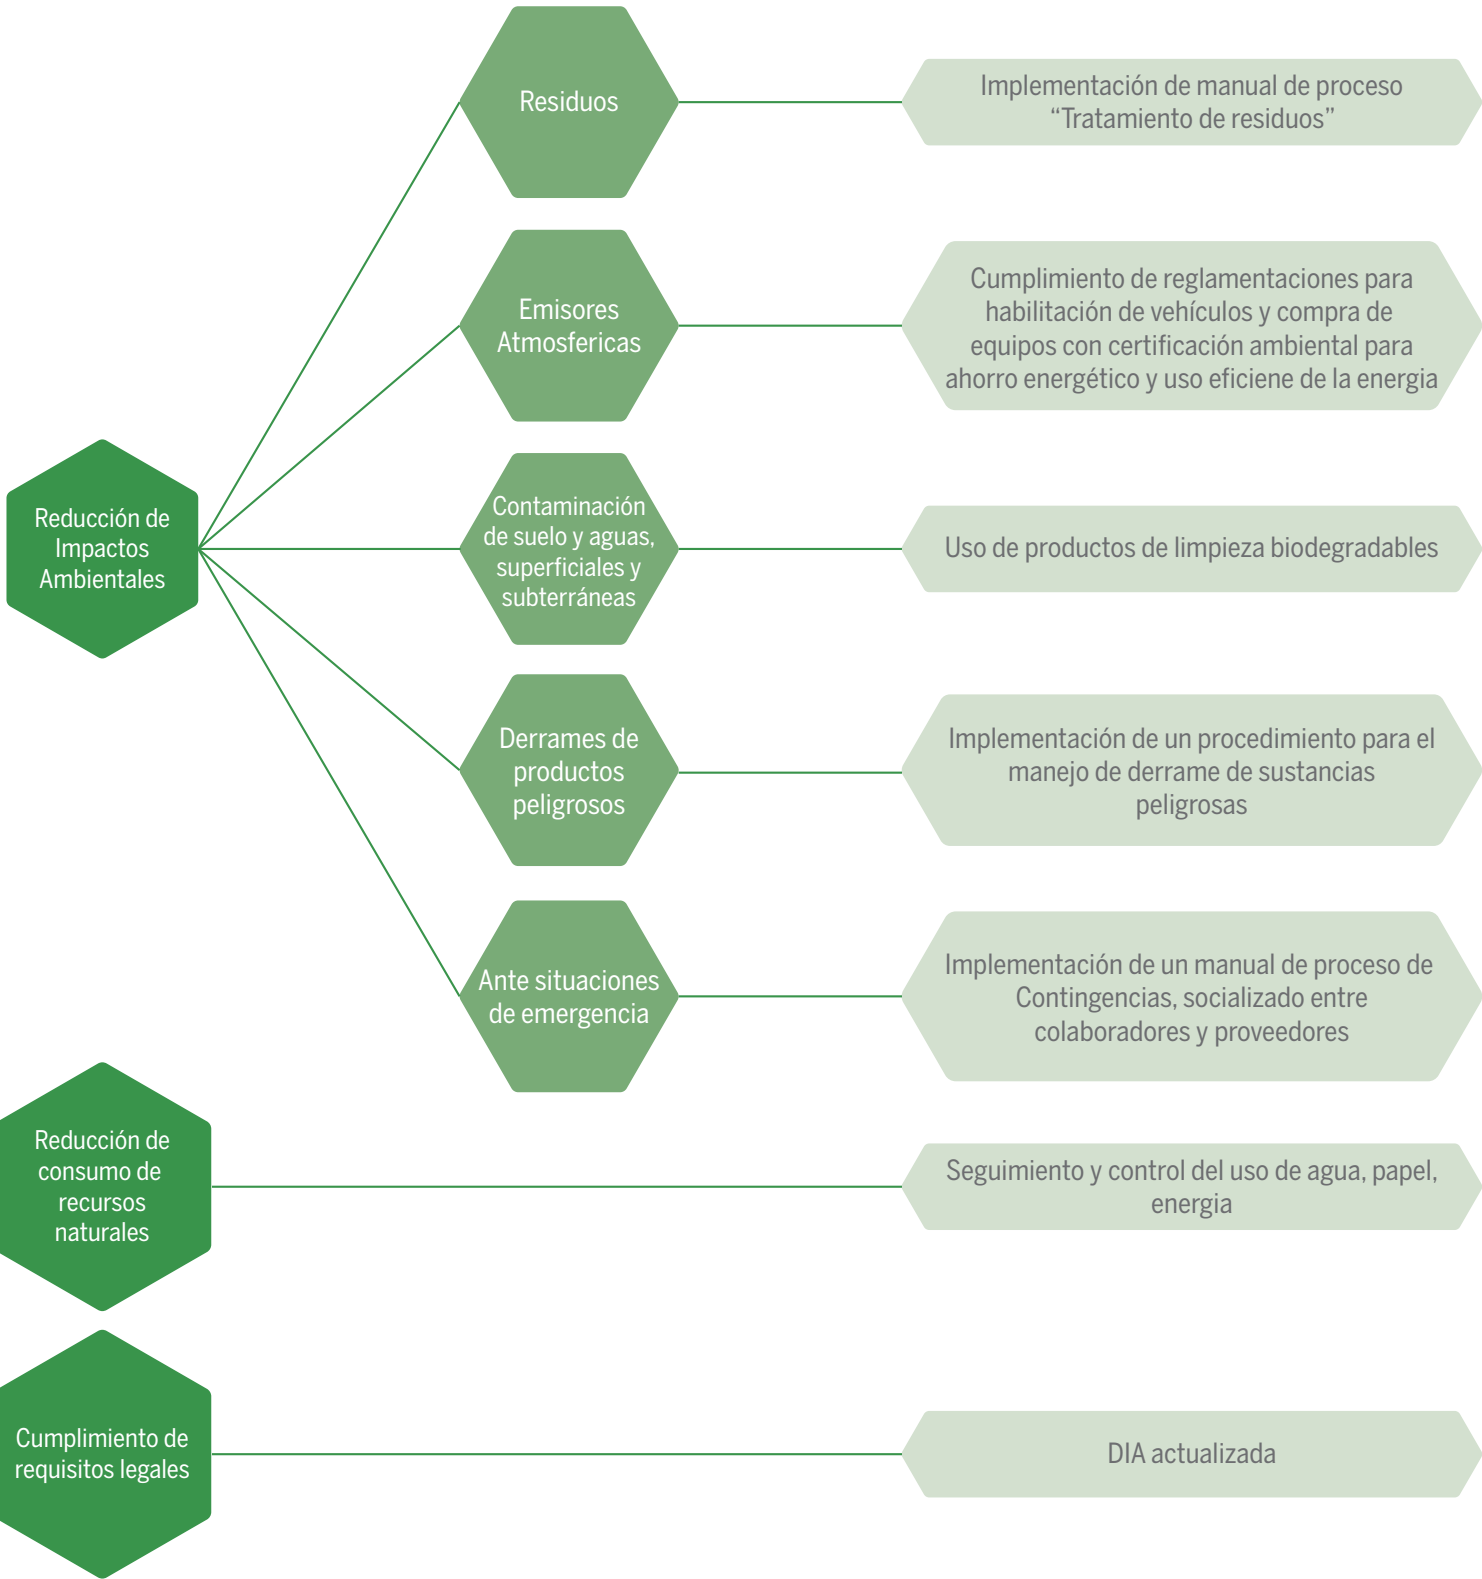 Residuos
Implementación de manual de proceso
“Tratamiento de residuos”
Emisores
Atmosfericas
Cumplimiento de reglamentaciones para
habilitación de vehículos y compra de
equipos con certificación ambiental para
ahorro energético y uso eficiene de la energia
Reducción de
Impactos
Ambientales
Contaminación
de suelo y aguas,
superficiales y
subterráneas
Uso de productos de limpieza biodegradables
Derrames de
productos
peligrosos
Implementación de un procedimiento para el
manejo de derrame de sustancias
peligrosas
Ante situaciones
de emergencia
Implementación de un manual de proceso de
Contingencias, socializado entre
colaboradores y proveedores
Reducción de
consumo de
recursos
naturales
Seguimiento y control del uso de agua, papel,
energia
Cumplimiento de
requisitos legales
DIA actualizada